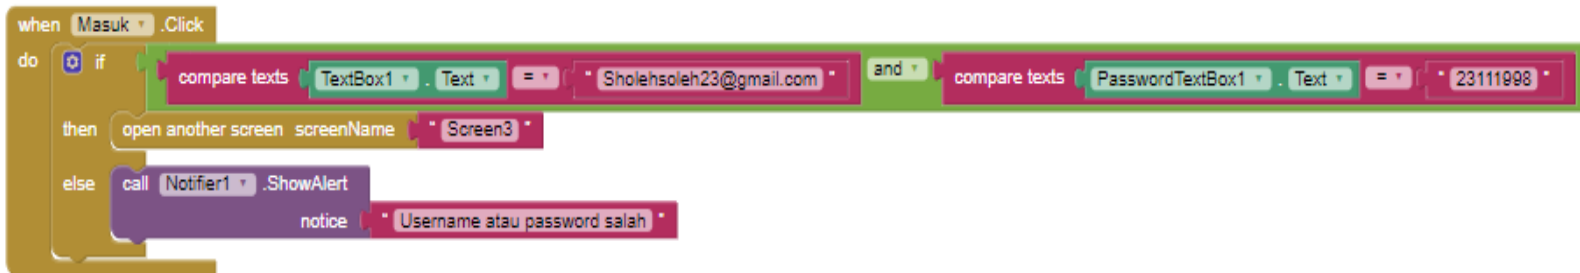 when Masuk .Click
do if compare texts TextBox1 . Text = " Sholehsoleh23@gmail.com " and compare texts PasswordTextBox1 . Text = " 23111998 "
then open another screen screenName " Screen3 "
else call Notifier1 .ShowAlert
notice " Username atau password salah "